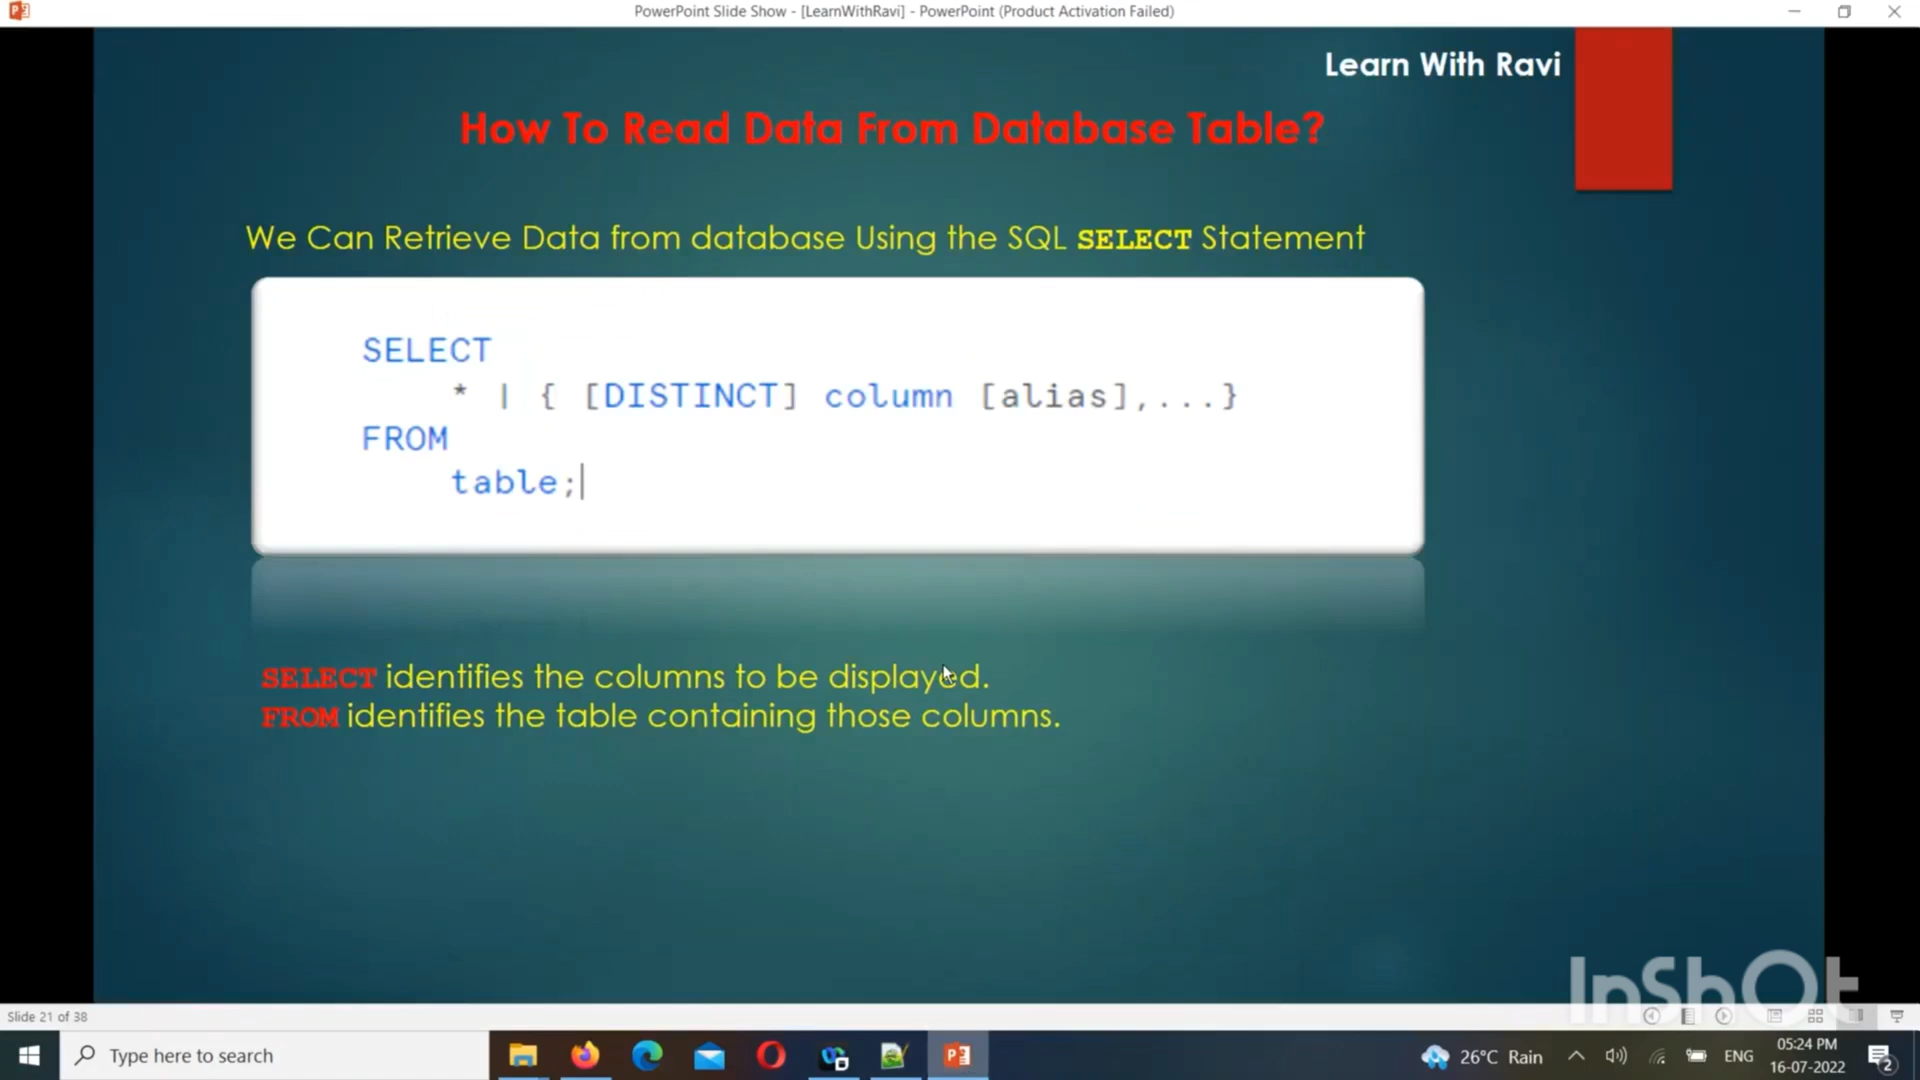 PowerPoint Slide Show - [LearnWithRavi] - PowerPoint (Product Activation Failed)
Learn With Ravi
How To Read Data From Database Table?
We Can Retrieve Data from database Using the SQL SELECT Statement
SELECT
* | { [DISTINCT] column [alias],...}
FROM
table;
SELECT identifies the columns to be displayed.
FROM identifies the table containing those columns.
InShOt
Slide 21 of 38
Type here to search
26°C Rain
ENG
05:24 PM
16-07-2022
2